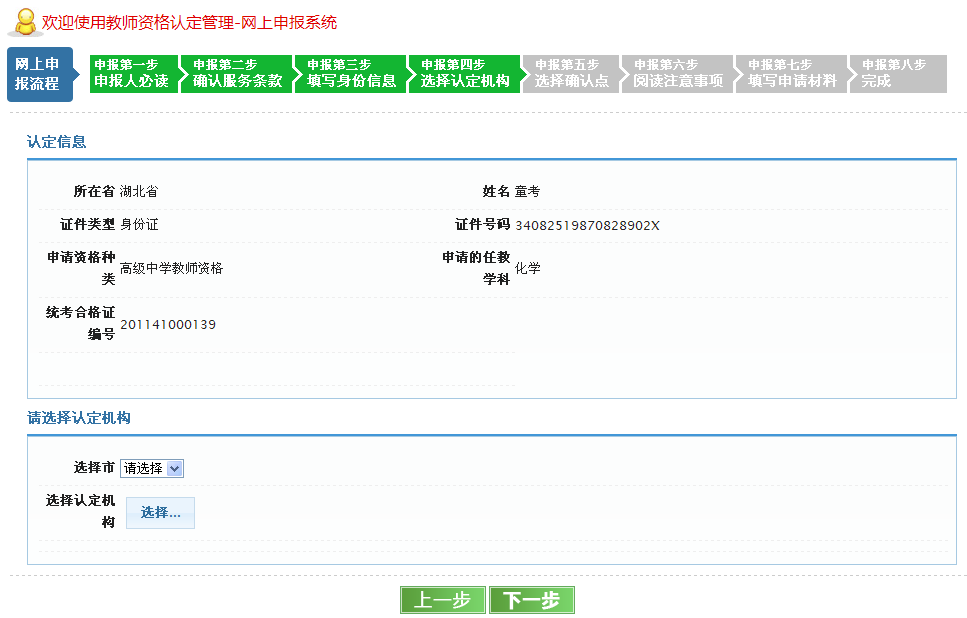 欢迎使用教师资格认定管理-网上申报系统
网上申
报流程
申报第一步
申报人必读
申报第二步
确认服务条款
申报第三步
填写身份信息
申报第四步
选择认定机构
申报第五步
选择确认点
申报第六步
阅读注意事项
申报第七步
填写申请材料
申报第八步
完成
认定信息
所在省 湖北省 姓名 童考
证件类型 身份证 证件号码 34082519870828902X
申请资格种
类 高级中学教师资格
申请的任教
学科 化学
统考合格证
编号 201141000139
请选择认定机构
选择市 请选择
选择认定机
构 选择...
上一步 下一步